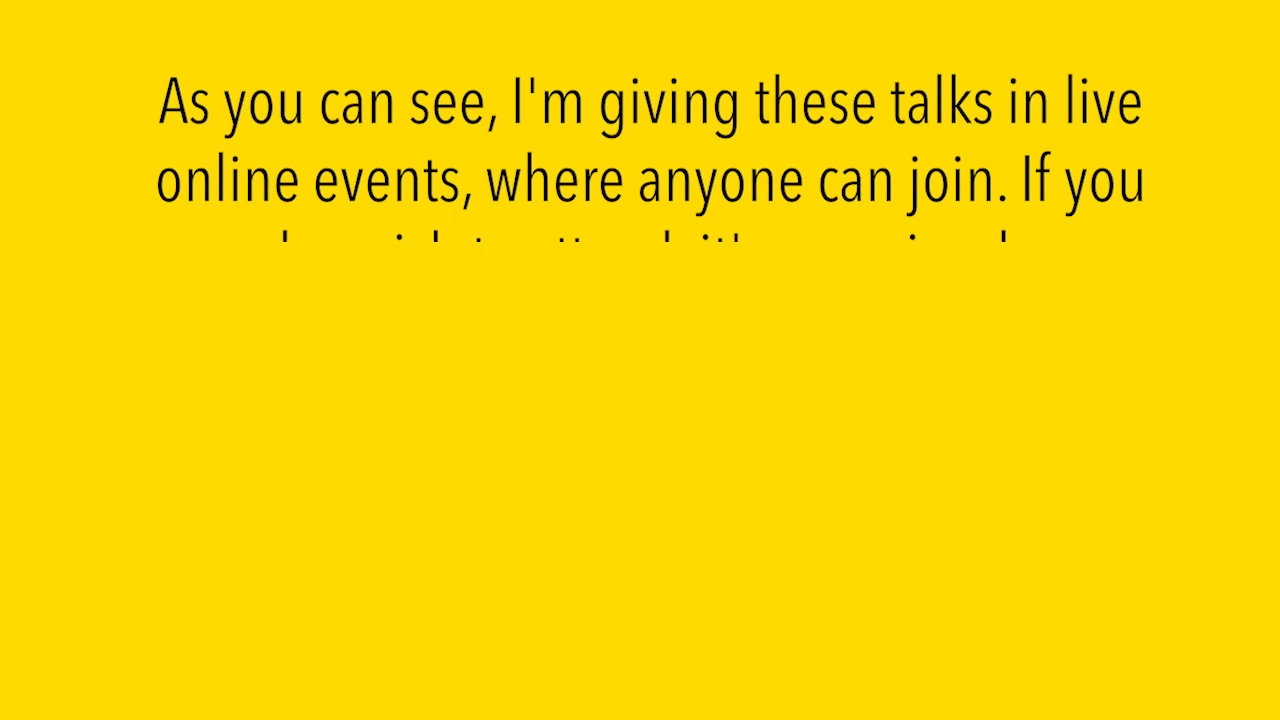 As you can see, I'm giving these talks in live
online events, where anyone can join. If you